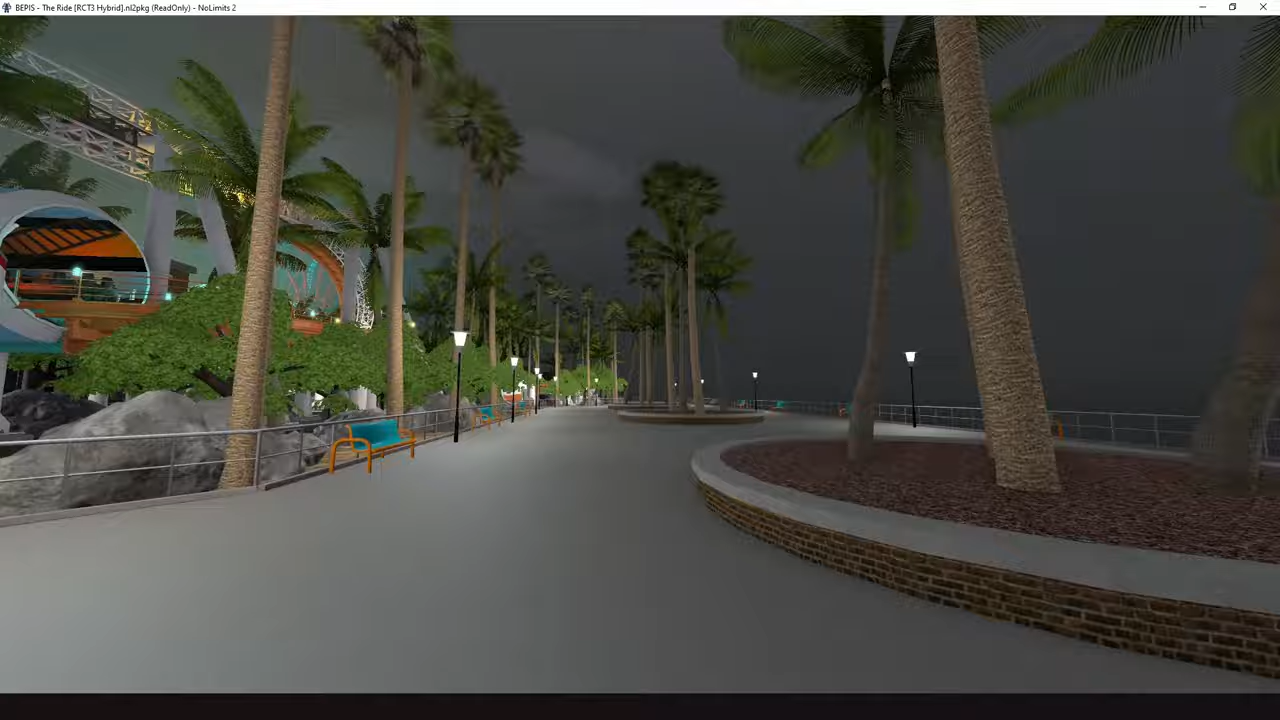 BEPIS - The Ride [RCT3 Hybrid].nl2pkg (ReadOnly) - NoLimits 2